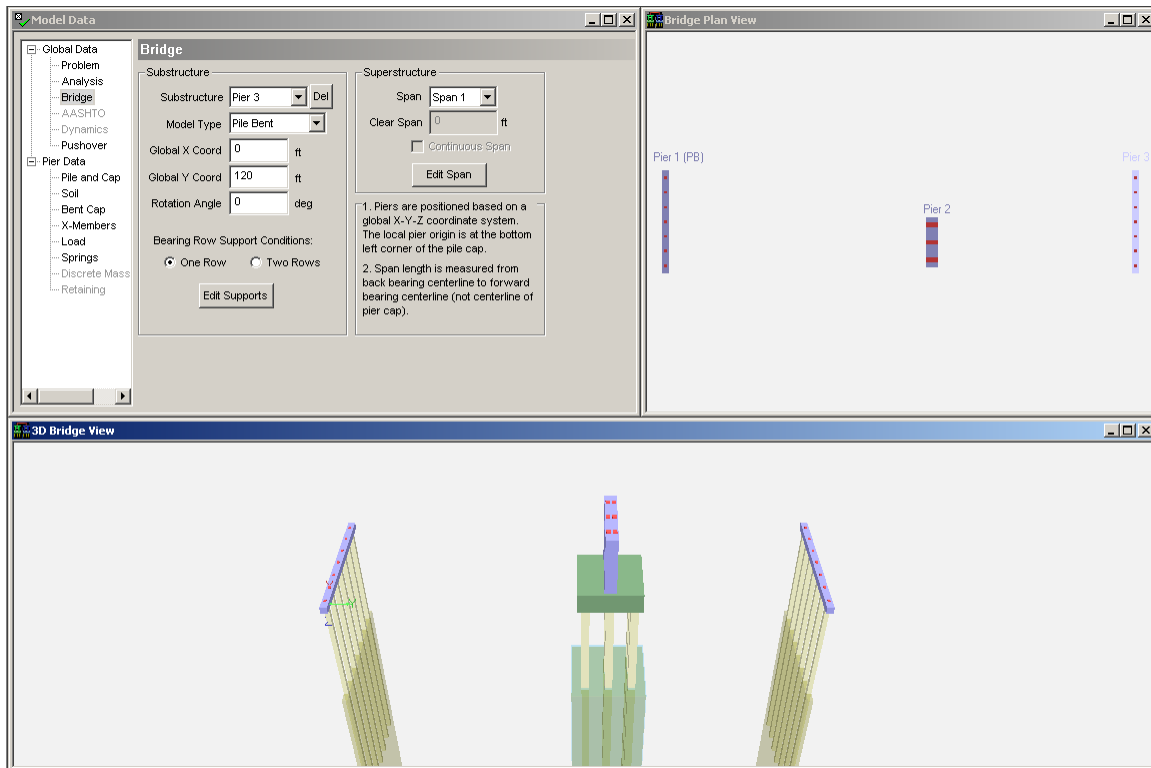 Model Data
Global Data
Problem
Analysis
Bridge
AASHTO
Dynamics
Pushover
Pier Data
Pile and Cap
Soil
Bent Cap
X-Members
Load
Springs
Discrete Mass
Retaining
Bridge
Substructure
Substructure Pier 3 Del
Model Type Pile Bent
Global X Coord 0 ft
Global Y Coord 120 ft
Rotation Angle 0 deg
Bearing Row Support Conditions:
One Row Two Rows
Edit Supports
Superstructure
Span Span 1
Clear Span 0 ft
Continuous Span
Edit Span
1. Piers are positioned based on a
global X-Y-Z coordinate system.
The local pier origin is at the bottom
left corner of the pile cap.
2. Span length is measured from
back bearing centerline to forward
bearing centerline (not centerline of
pier cap).
Bridge Plan View
Pier 1 (PB)
Pier 2
Pier 3
3D Bridge View
Z